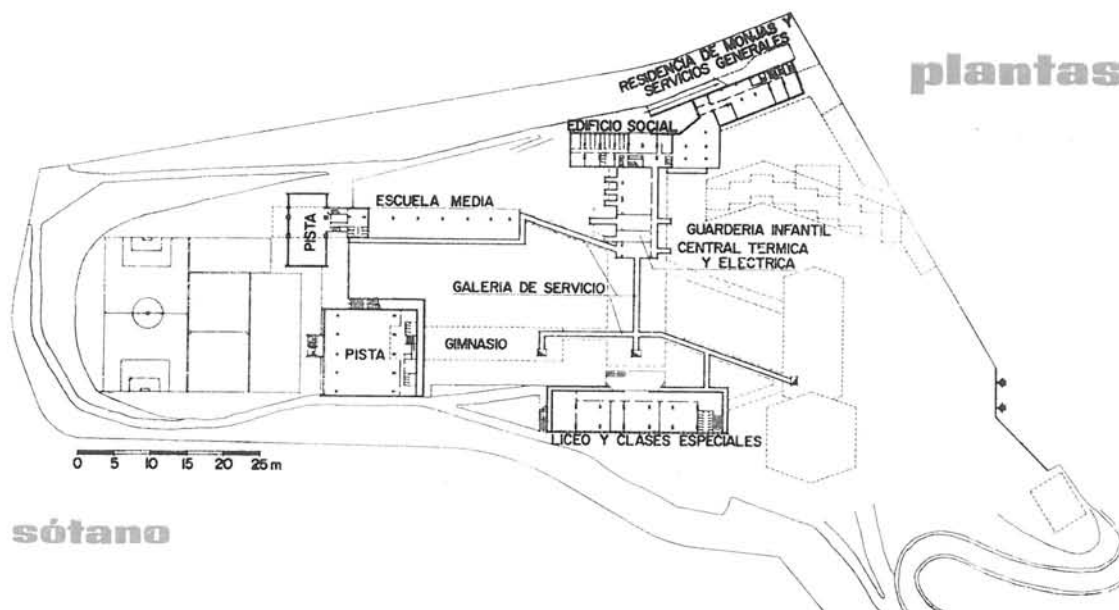 plantas
RESIDENCIA DE MONJAS Y
SERVICIOS GENERALES
EDIFICIO SOCIAL
ESCUELA MEDIA
PISTA
GUARDERIA INFANTIL
CENTRAL TERMICA
Y ELECTRICA
GALERIA DE SERVICIO
GIMNASIO
PISTA
LICEO Y CLASES ESPECIALES
0 5 10 15 20 25 m
sótano